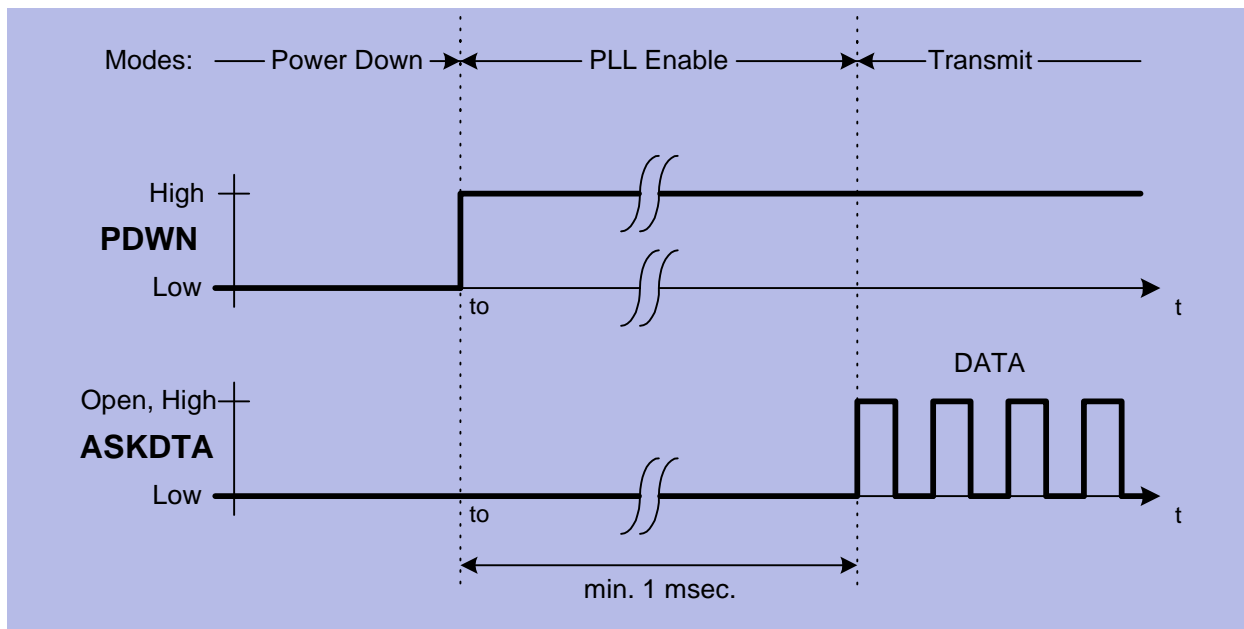 Modes: Power Down PLL Enable Transmit
High
PDWN
Low
to
t
DATA
Open, High
ASKDTA
Low
to
t
min. 1 msec.